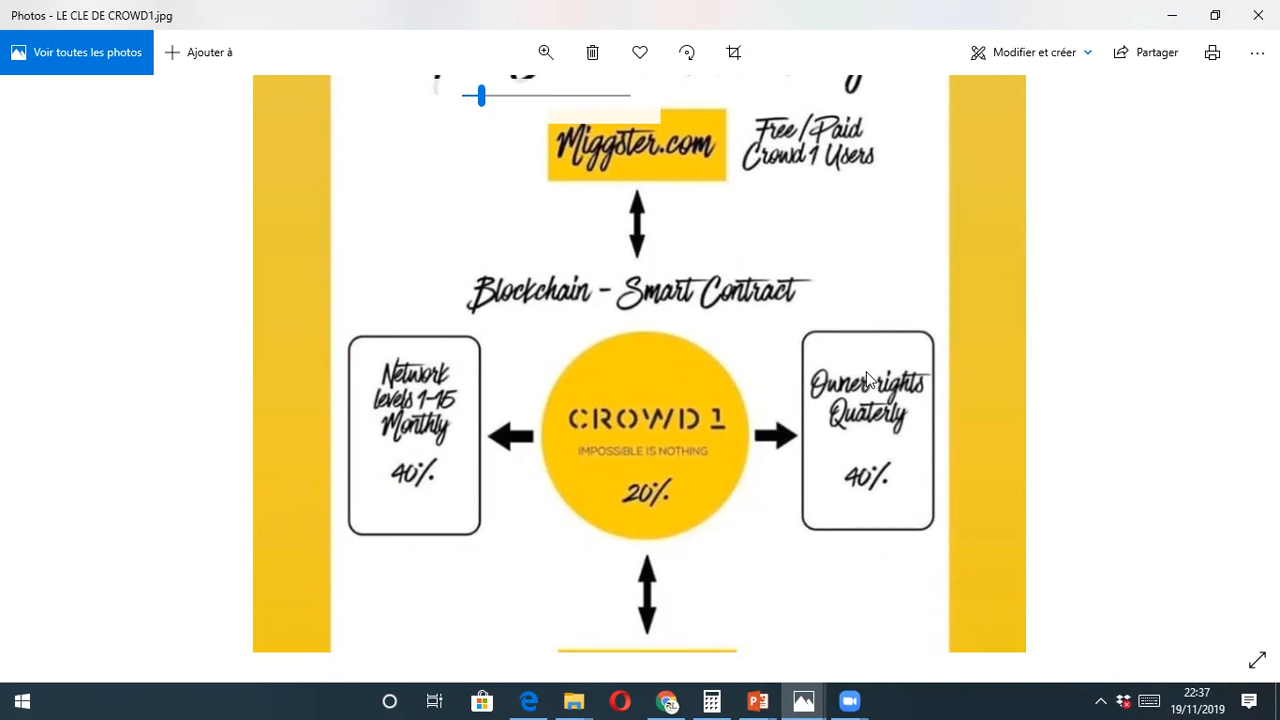 Photos - LE CLE DE CROWD1.jpg
Voir toutes les photos
Ajouter à
Modifier et créer
Partager
Miggster.com
Free/Paid
Crowd 1 Users
Blockchain - Smart Contract
Network
levels 1-15
Monthly
40%
CROWD 1
IMPOSSIBLE IS NOTHING
20%
Owner rights
Quaterly
40%
22:37
19/11/2019